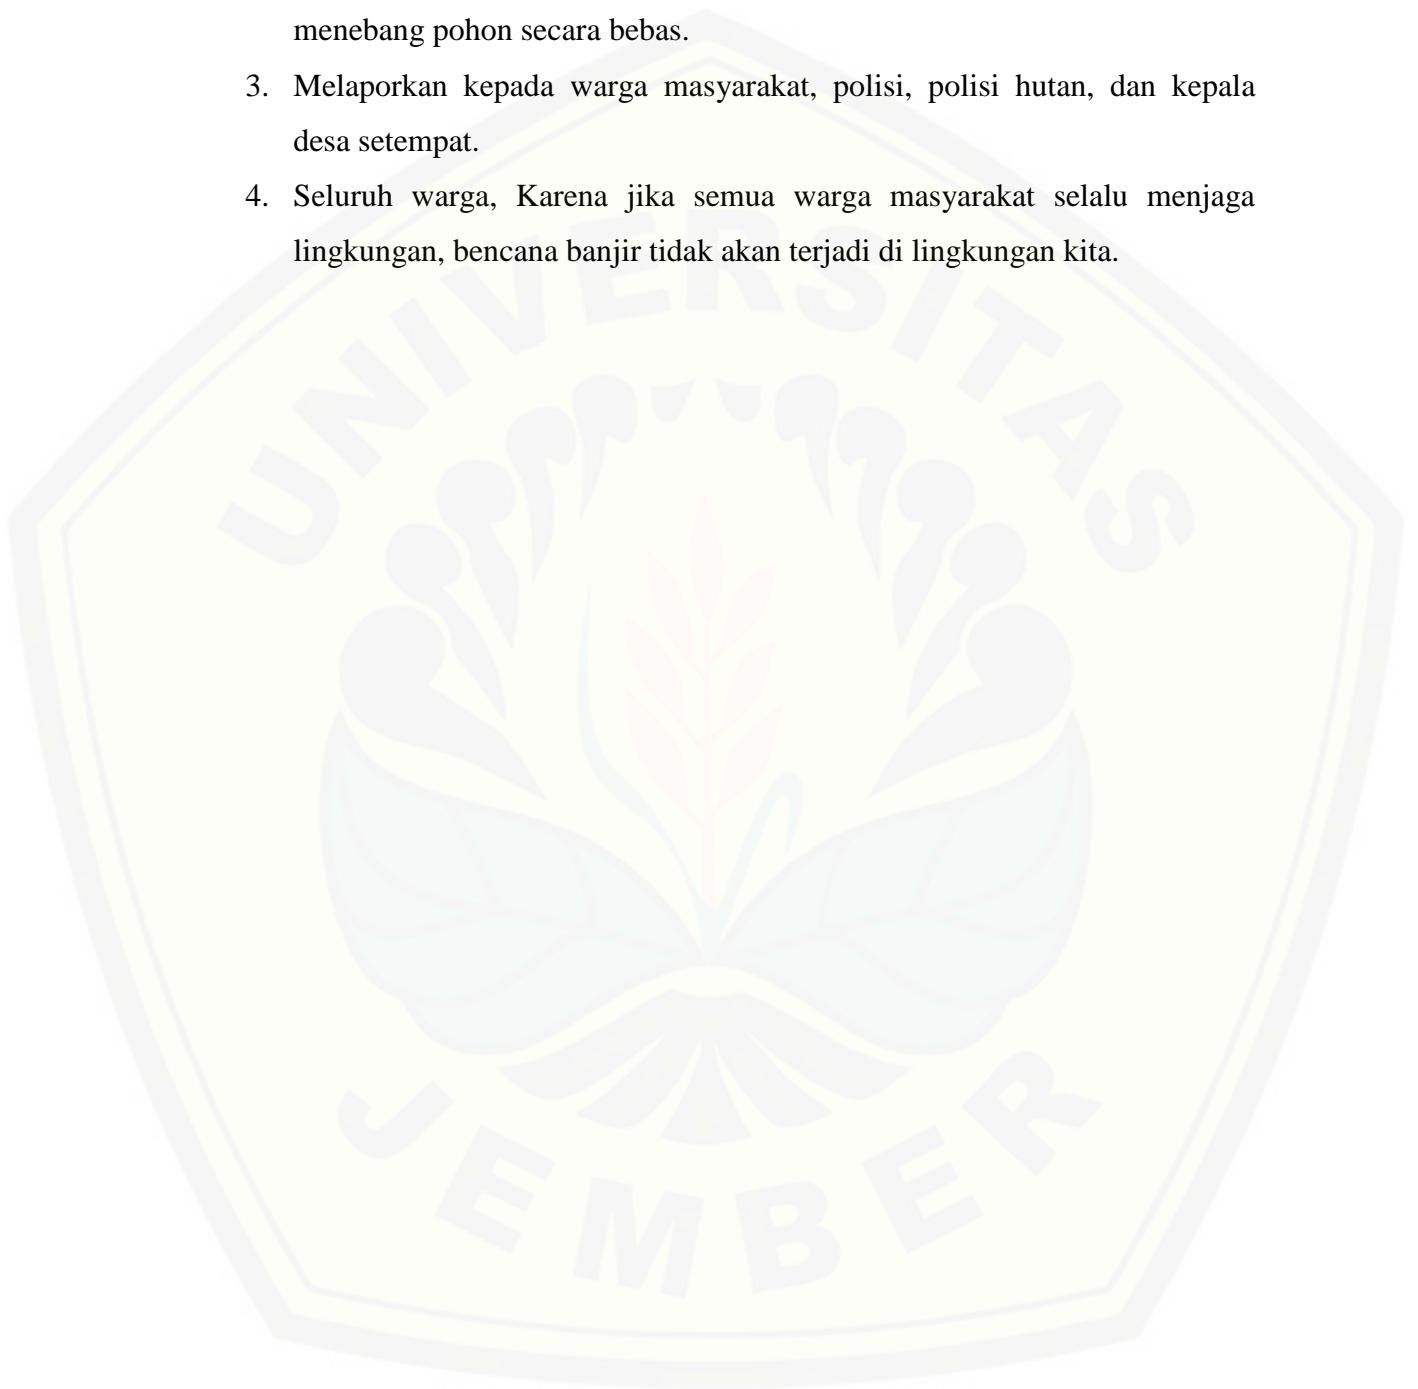 menebang pohon secara bebas.
3. Melaporkan kepada warga masyarakat, polisi, polisi hutan, dan kepala
desa setempat.
4. Seluruh warga, Karena jika semua warga masyarakat selalu menjaga
lingkungan, bencana banjir tidak akan terjadi di lingkungan kita.
UNIVERSITAS
JEMBER